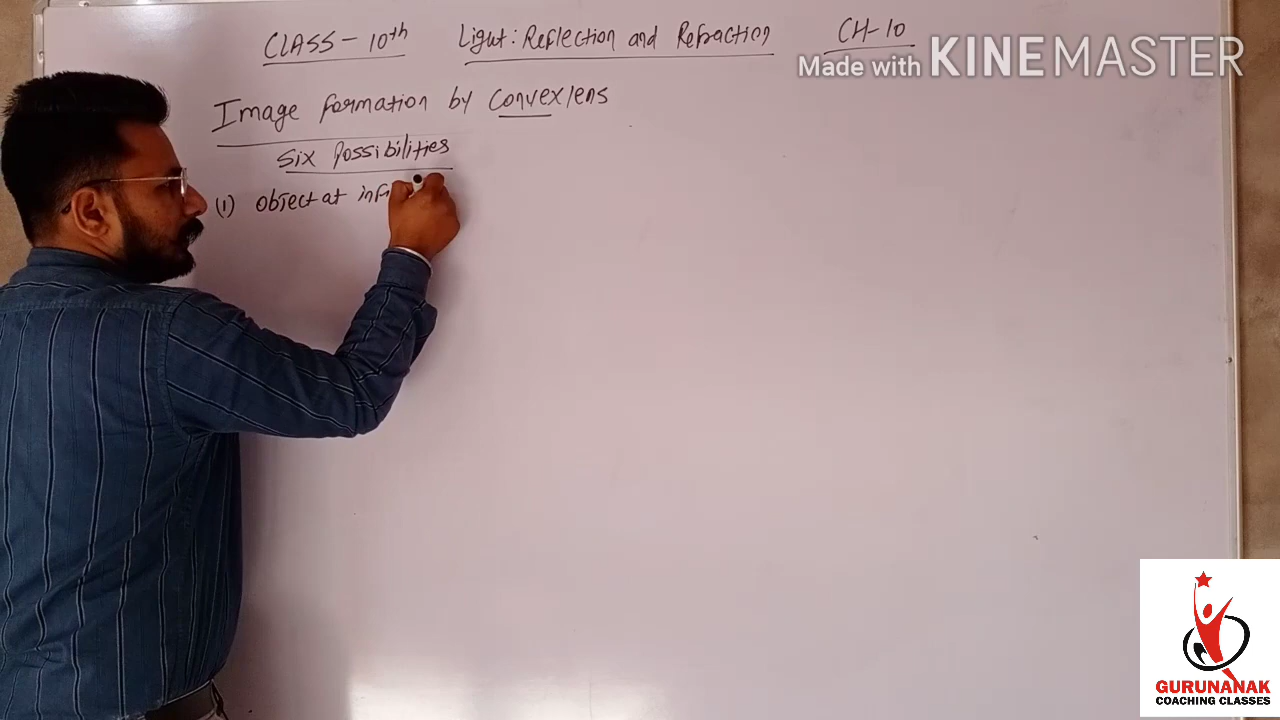 CLASS - 10th Light: Reflection and Refraction CH-10
Made with KINEMASTER
Image formation by Convex lens
Six Possibilities
(1) Object at
GURUNANAK
COACHING CLASSES